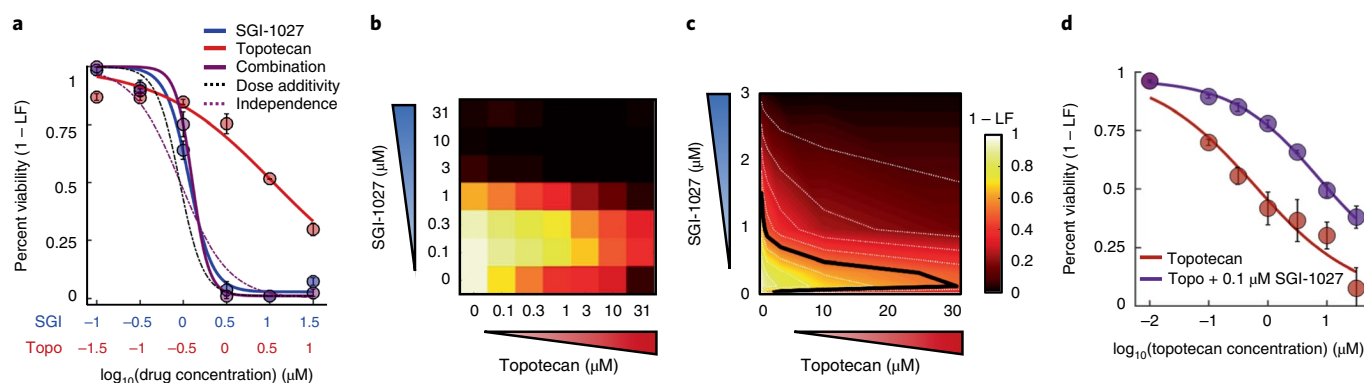 a
SGI-1027
Topotecan
Combination
Dose additivity
Independence
Percent viability (1 – LF)
1
0.75
0.5
0.25
0
SGI –1 –0.5 0 0.5 1 1.5
Topo –1.5 –1 –0.5 0 0.5 1
log10(drug concentration) (μM)
b
SGI-1027 (μM)
31
10
3
1
0.3
0.1
0
0 0.1 0.3 1 3 10 31
Topotecan (μM)
c
SGI-1027 (μM)
3
2
1
0
0 10 20 30
Topotecan (μM)
1 – LF
1
0.8
0.6
0.4
0.2
0
d
Percent viability (1 – LF)
1
0.75
0.5
0.25
0
Topotecan
Topo + 0.1 μM SGI-1027
–2 –1 0 1
log10(topotecan concentration) (μM)